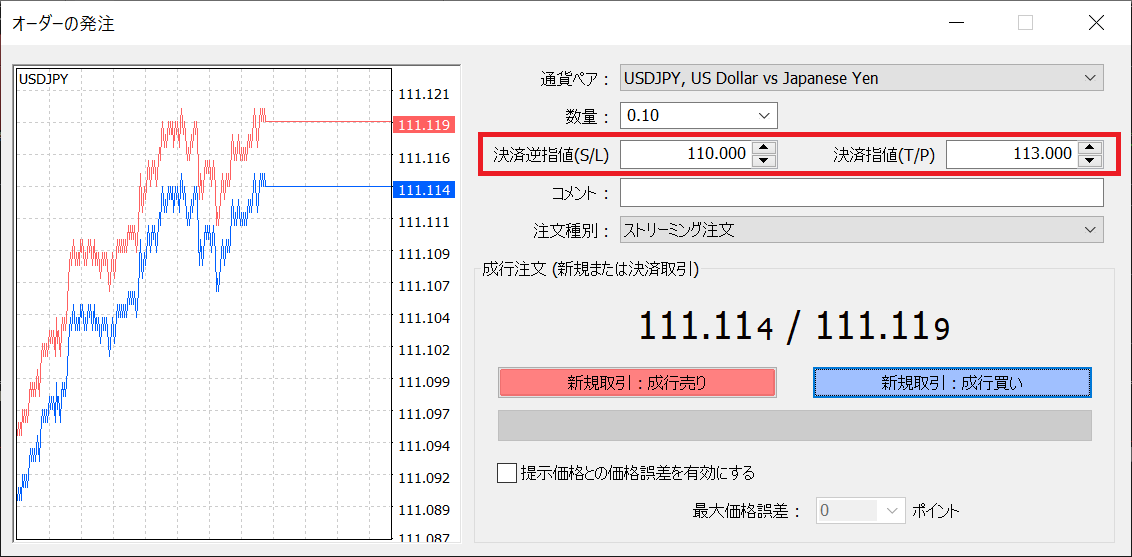 オーダーの発注
USDJPY
111.121
111.119
111.116
111.114
111.111
111.109
111.107
111.104
111.102
111.099
111.097
111.094
111.092
111.089
111.087
通貨ペア： USDJPY, US Dollar vs Japanese Yen
数量： 0.10
決済逆指値(S/L) 110.000 決済指値(T/P) 113.000
コメント：
注文種別： ストリーミング注文
成行注文 (新規または決済取引)
111.114 / 111.119
新規取引：成行売り 新規取引：成行買い
提示価格との価格誤差を有効にする
最大価格誤差： 0 ポイント